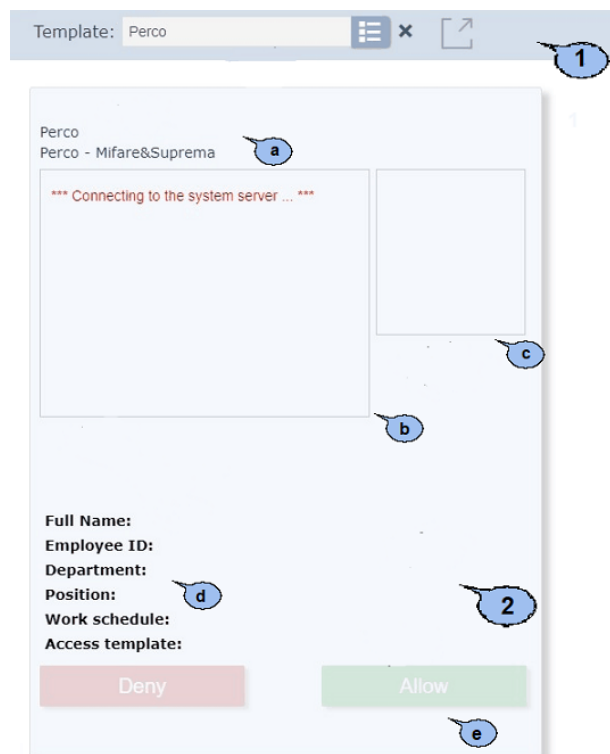 Template: Perco
1
1
Perco
Perco - Mifare&Suprema
a
*** Connecting to the system server ... ***
c
b
Full Name:
Employee ID:
Department:
Position:
d
2
Work schedule:
Access template:
Deny Allow
e